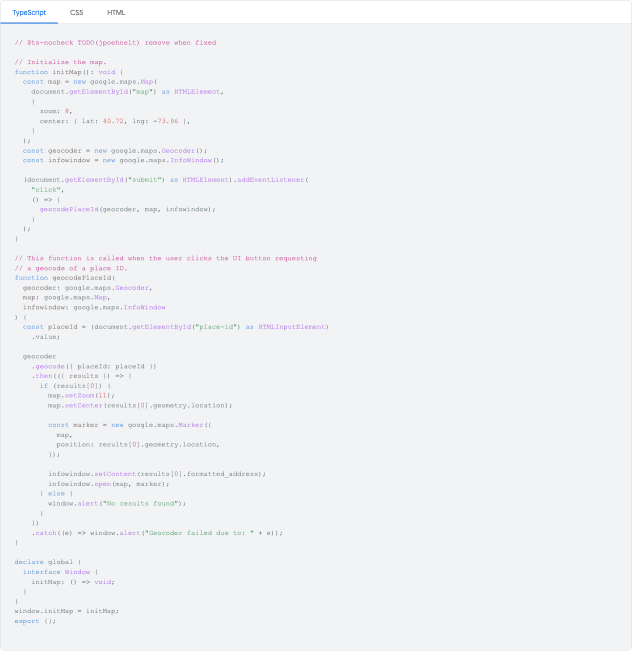 TypeScript CSS HTML
// @ts-nocheck TODO(jpoehnelt) remove when fixed
// Initialize the map.
function initMap(): void {
  const map = new google.maps.Map(
    document.getElementById("map") as HTMLElement,
    {
      zoom: 8,
      center: { lat: 40.72, lng: -73.96 },
    }
  );
  const geocoder = new google.maps.Geocoder();
  const infowindow = new google.maps.InfoWindow();
  (document.getElementById("submit") as HTMLElement).addEventListener(
    "click",
    () => {
      geocodePlaceId(geocoder, map, infowindow);
    }
  );
}
// This function is called when the user clicks the UI button requesting
// a geocode of a place ID.
function geocodePlaceId(
  geocoder: google.maps.Geocoder,
  map: google.maps.Map,
  infowindow: google.maps.InfoWindow
) {
  const placeId = (document.getElementById("place-id") as HTMLInputElement)
    .value;
  geocoder
    .geocode({ placeId: placeId })
    .then(({ results }) => {
      if (results[0]) {
        map.setZoom(11);
        map.setCenter(results[0].geometry.location);
        const marker = new google.maps.Marker({
          map,
          position: results[0].geometry.location,
        });
        infowindow.setContent(results[0].formatted_address);
        infowindow.open(map, marker);
      } else {
        window.alert("No results found");
      }
    })
    .catch((e) => window.alert("Geocoder failed due to: " + e));
}
declare global {
  interface Window {
    initMap: () => void;
  }
}
window.initMap = initMap;
export {};